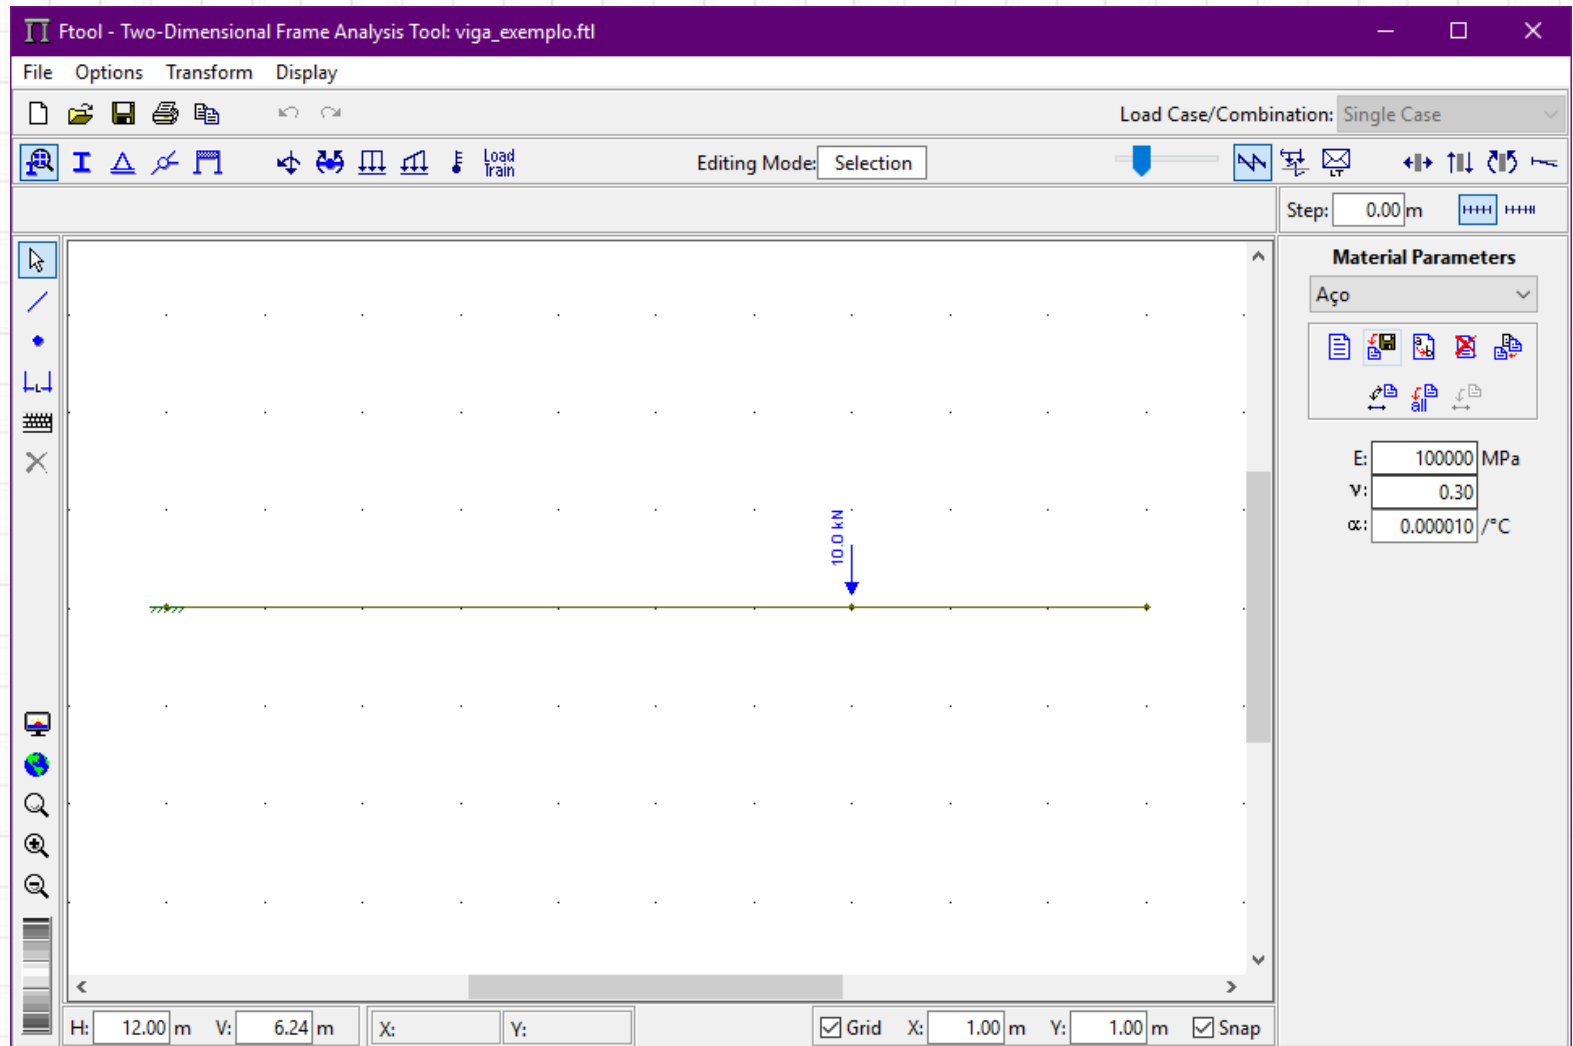 Ftool - Two-Dimensional Frame Analysis Tool: viga_exemplo.ftl
File Options Transform Display
Load Case/Combination: Single Case
Load Train
Editing Mode: Selection
LT
Step: 0.00 m
Material Parameters
Aço
a b
all
E: 100000 MPa
ν: 0.30
α: 0.000010 /°C
L
10.0 kN
H: 12.00 m V: 6.24 m X: Y: Grid X: 1.00 m Y: 1.00 m Snap